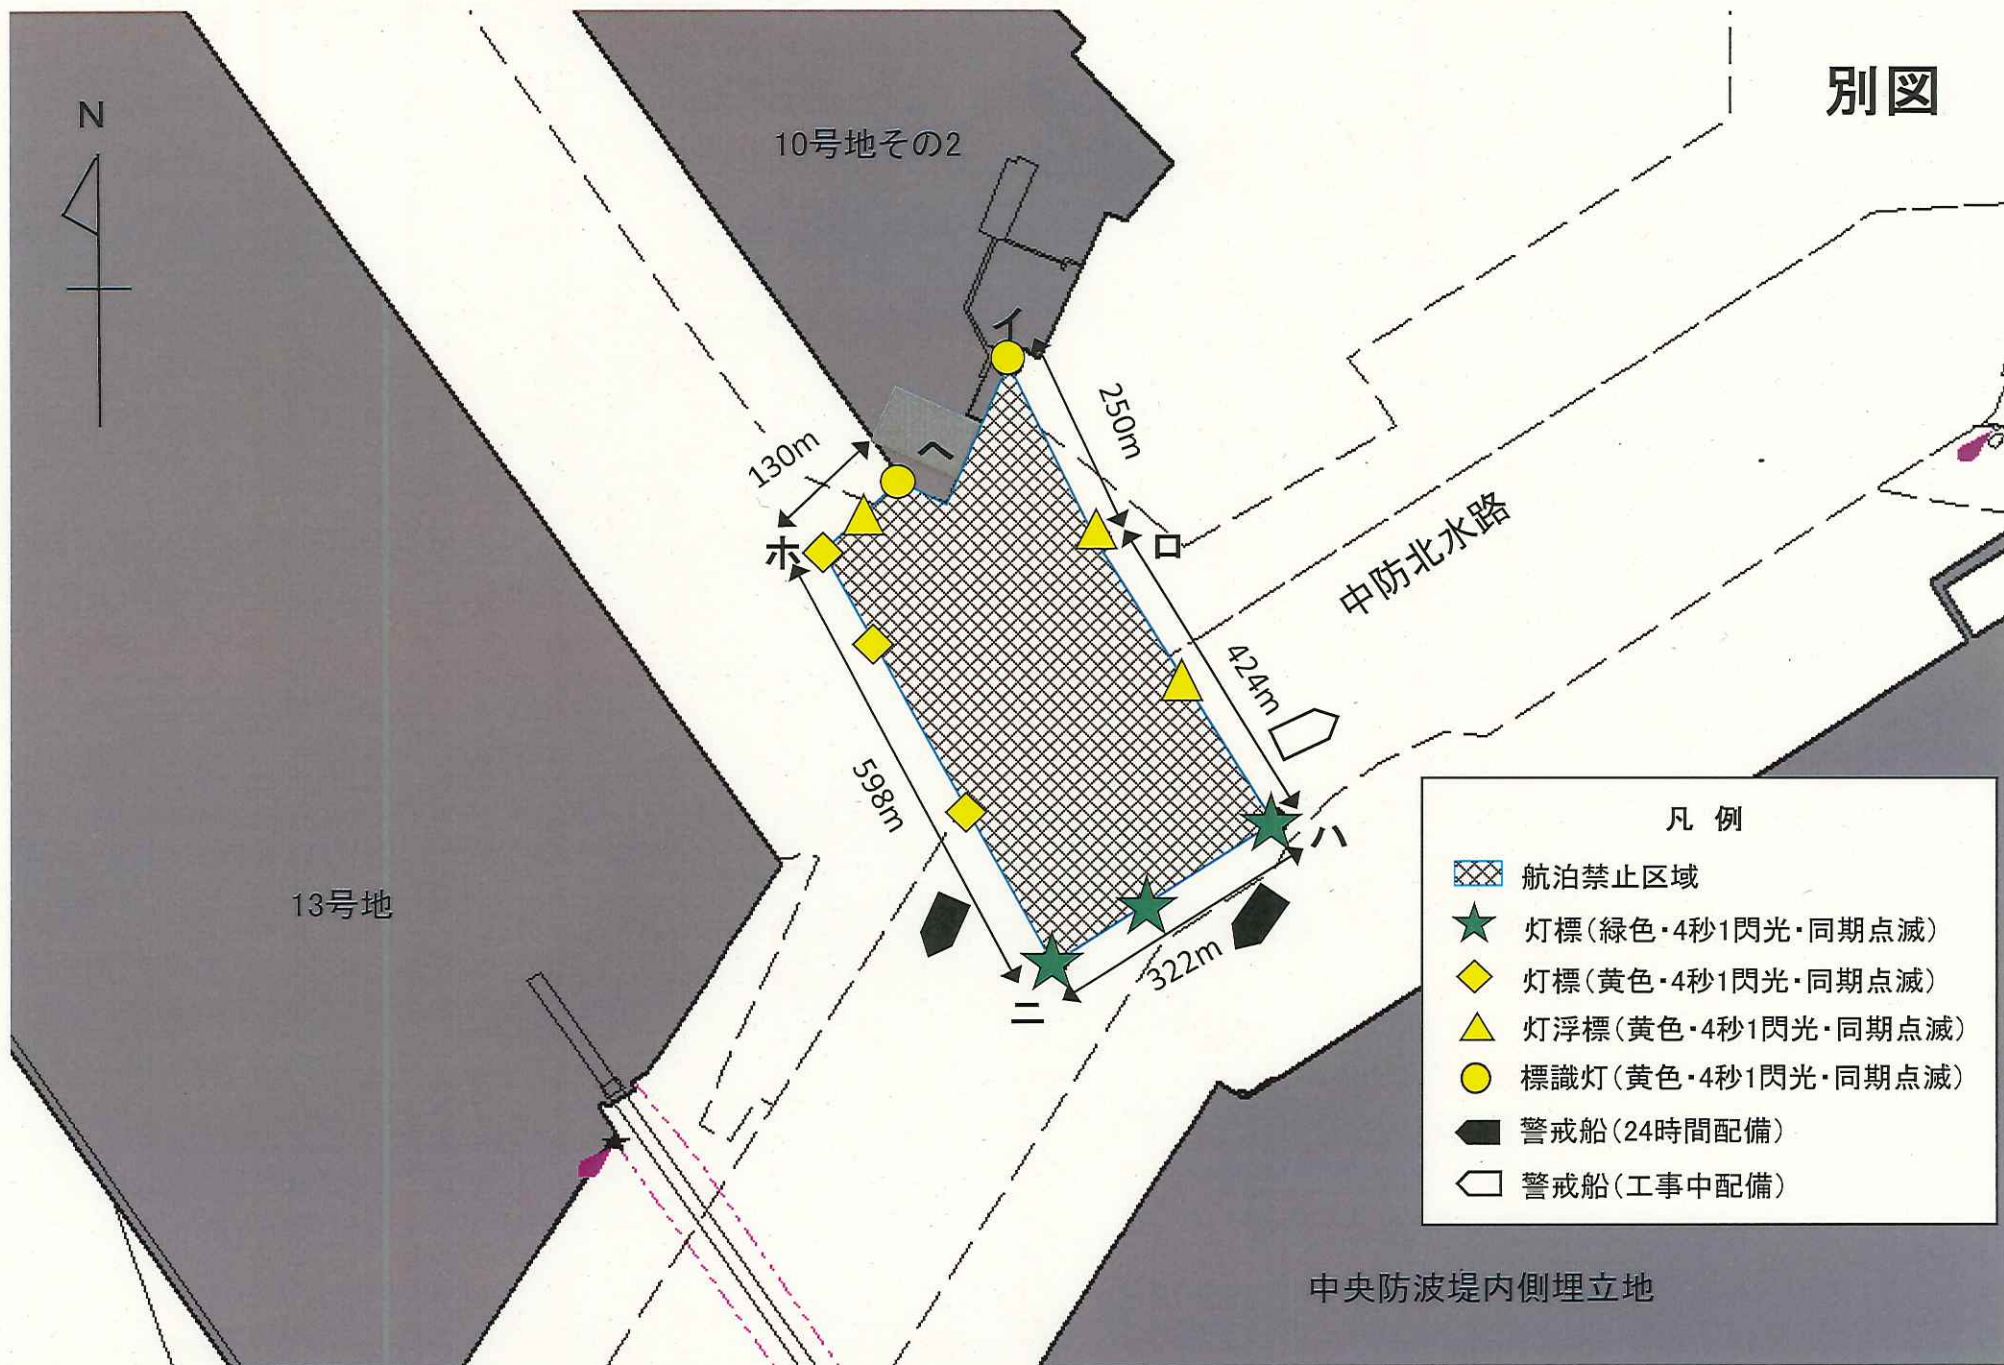 別図
N
10号地その2
イ
250m
ヘ
130m
ホ
ロ
中防北水路
424m
598m
ハ
322m
ニ
13号地
凡 例
航泊禁止区域
灯標(緑色・4秒1閃光・同期点滅)
灯標(黄色・4秒1閃光・同期点滅)
灯浮標(黄色・4秒1閃光・同期点滅)
標識灯(黄色・4秒1閃光・同期点滅)
警戒船(24時間配備)
警戒船(工事中配備)
中央防波堤内側埋立地